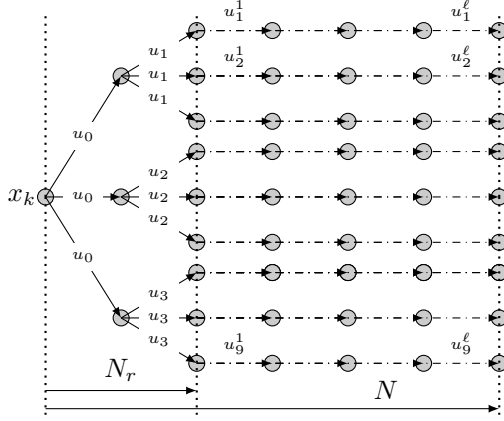 u_1 u_1^1 u_1^ℓ
u_1 u_2^1 u_2^ℓ
u_1
u_0
u_2
x_k u_0 u_2
u_2
u_0
u_3
u_3
u_3 u_9^1 u_9^ℓ
N_r N